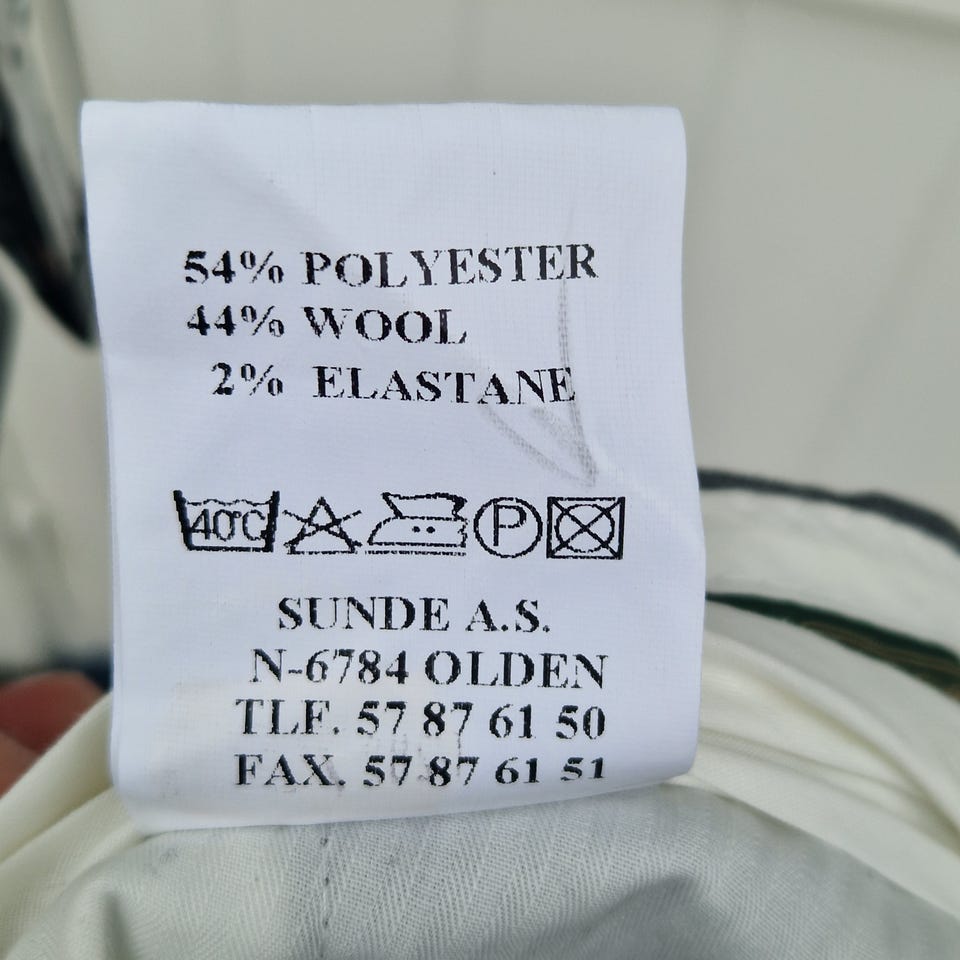 54% POLYESTER
44% WOOL
2% ELASTANE
40°C A P
SUNDE A.S.
N-6784 OLDEN
TLF. 57 87 61 50
FAX. 57 87 61 51